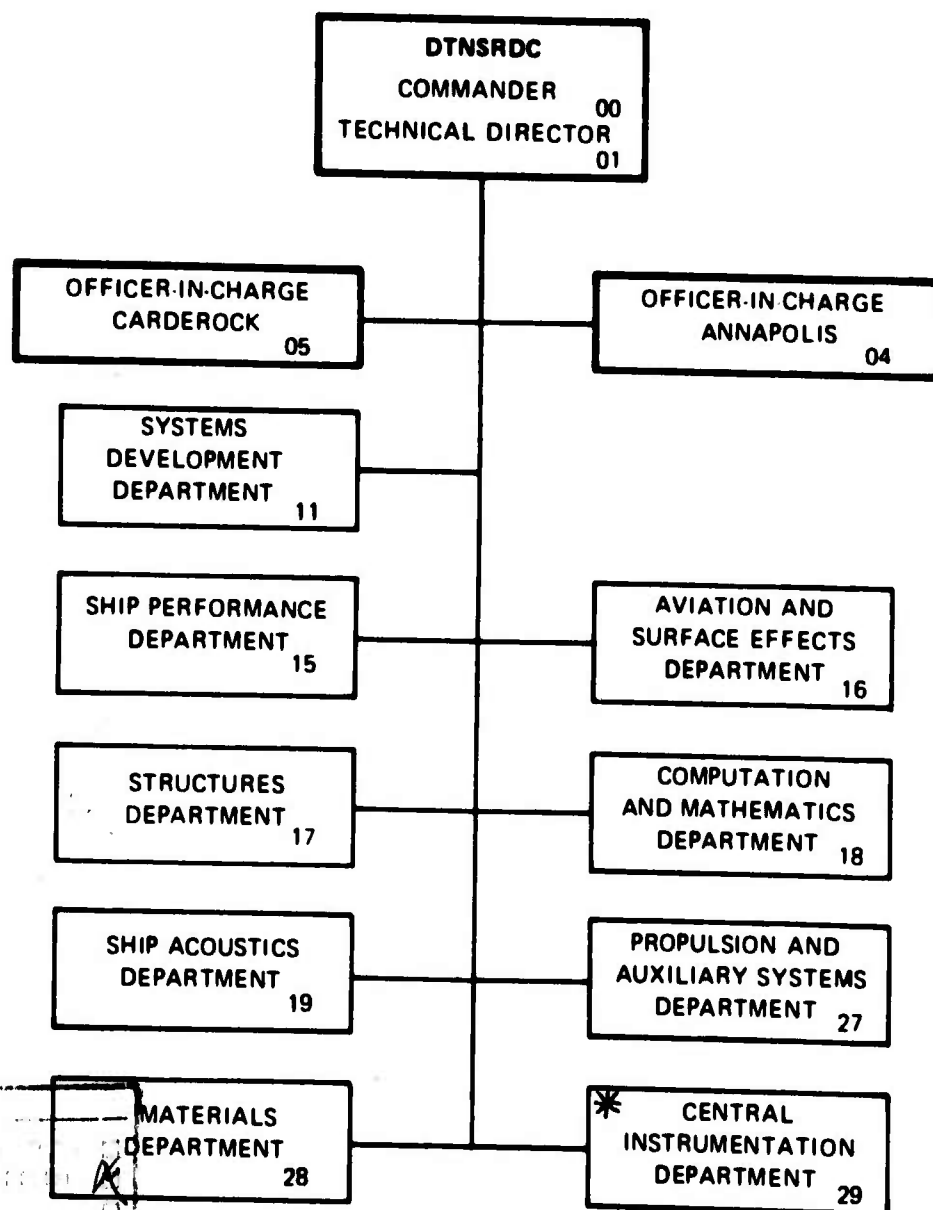 DTNSRDC
COMMANDER
00
TECHNICAL DIRECTOR
01
OFFICER-IN-CHARGE
CARDEROCK
05
OFFICER-IN-CHARGE
ANNAPOLIS
04
SYSTEMS
DEVELOPMENT
DEPARTMENT
11
SHIP PERFORMANCE
DEPARTMENT
15
AVIATION AND
SURFACE EFFECTS
DEPARTMENT
16
STRUCTURES
DEPARTMENT
17
COMPUTATION
AND MATHEMATICS
DEPARTMENT
18
SHIP ACOUSTICS
DEPARTMENT
19
PROPULSION AND
AUXILIARY SYSTEMS
DEPARTMENT
27
MATERIALS
DEPARTMENT
28
*
CENTRAL
INSTRUMENTATION
DEPARTMENT
29